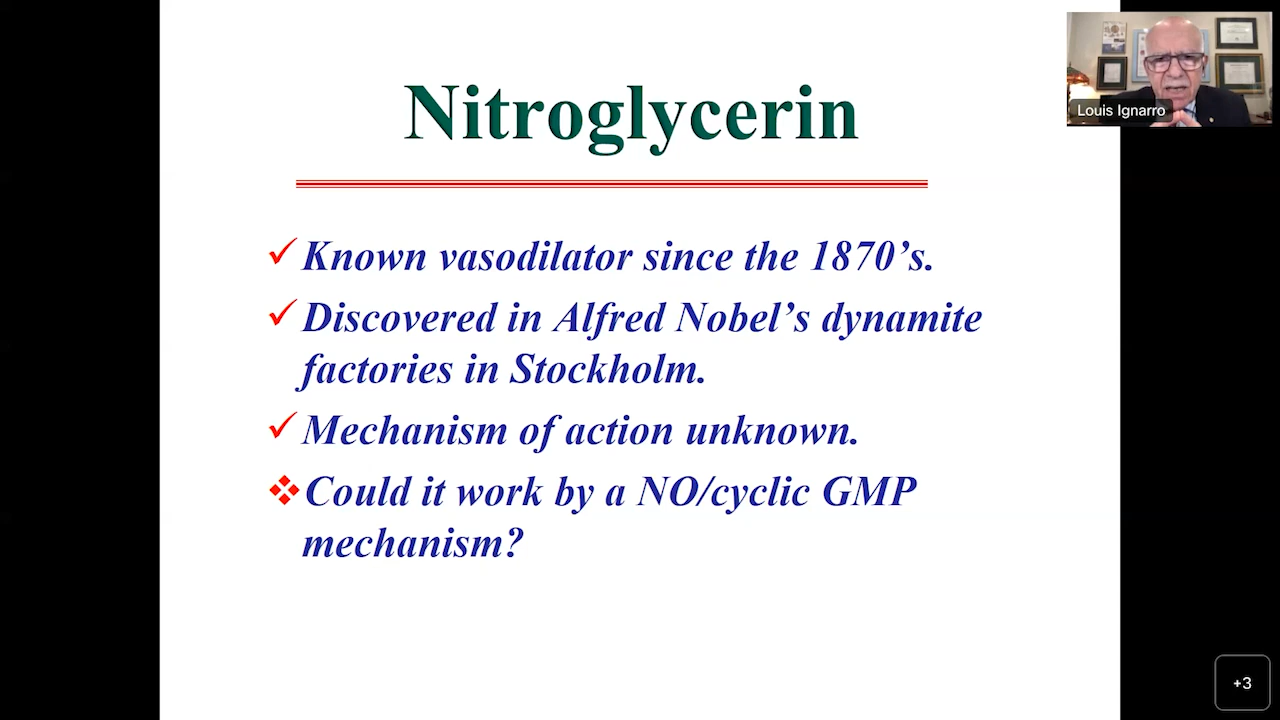 Nitroglycerin
Louis Ignarro
Known vasodilator since the 1870’s.
Discovered in Alfred Nobel’s dynamite
factories in Stockholm.
Mechanism of action unknown.
Could it work by a NO/cyclic GMP
mechanism?
+3